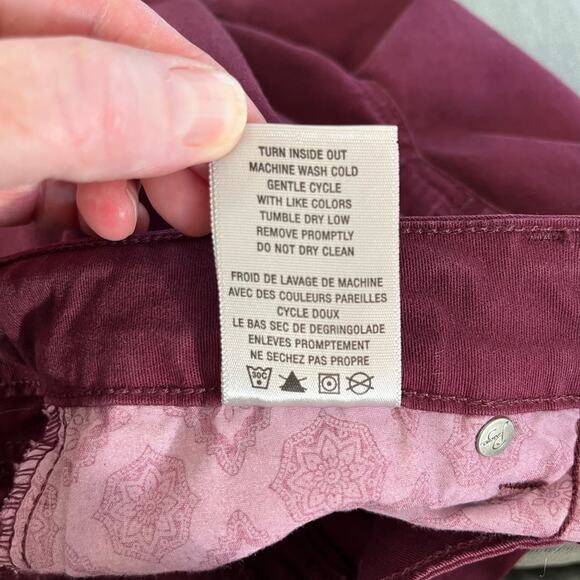 TURN INSIDE OUT
MACHINE WASH COLD
GENTLE CYCLE
WITH LIKE COLORS
TUMBLE DRY LOW
REMOVE PROMPTLY
DO NOT DRY CLEAN
FROID DE LAVAGE DE MACHINE
AVEC DES COULEURS PAREILLES
CYCLE DOUX
LE BAS SEC DE DEGRINGOLADE
ENLEVES PROMPTEMENT
NE SECHEZ PAS PROPRE
30C